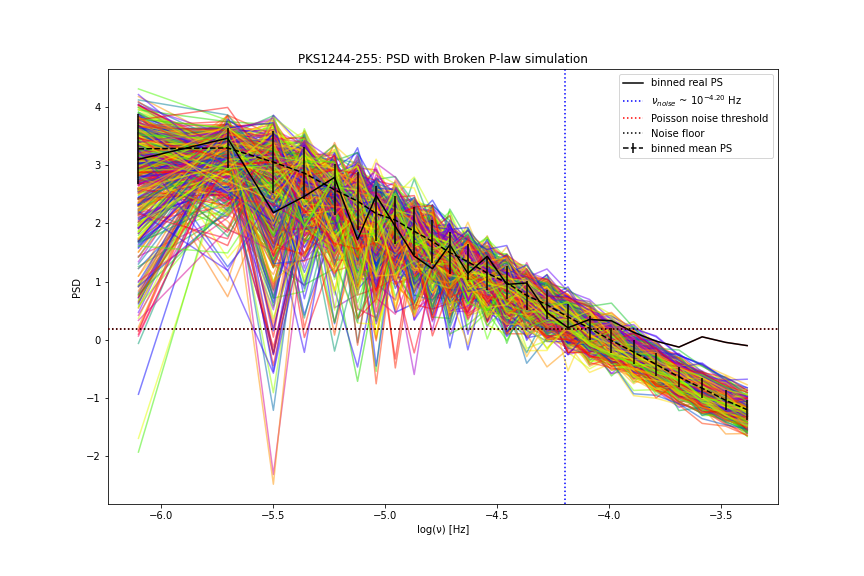 PKS1244-255: PSD with Broken P-law simulation
binned real PS
ν_noise ~ 10^−4.20 Hz
Poisson noise threshold
Noise floor
binned mean PS
PSD
4
3
2
1
0
−1
−2
−6.0 −5.5 −5.0 −4.5 −4.0 −3.5
log(ν) [Hz]